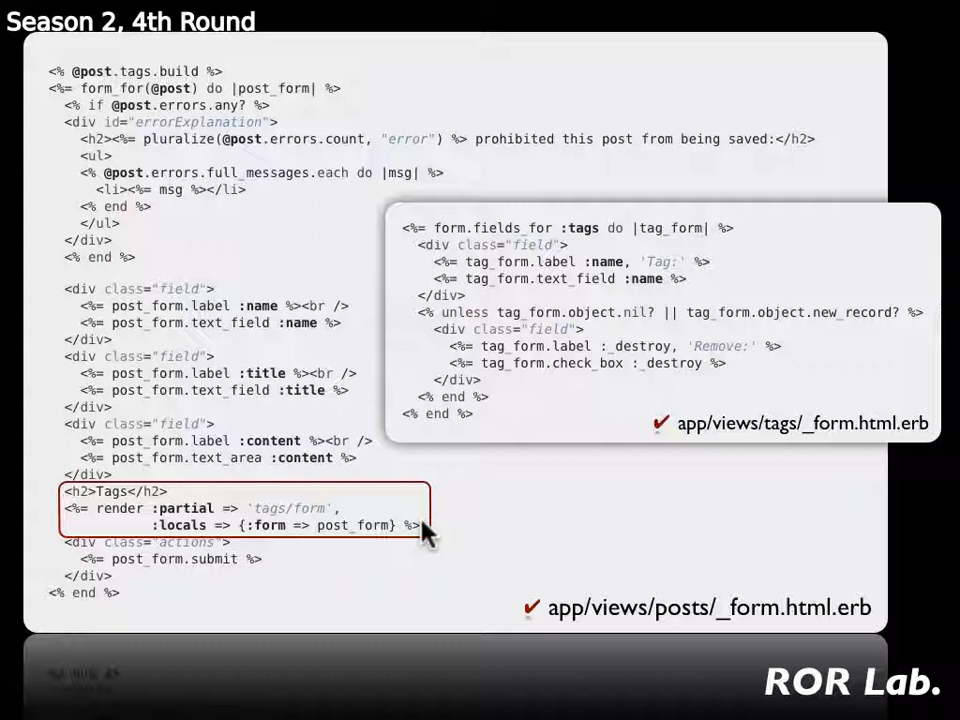 Season 2, 4th Round
<% @post.tags.build %>
<%= form_for(@post) do |post_form| %>
<% if @post.errors.any? %>
<div id="errorExplanation">
<h2><%= pluralize(@post.errors.count, "error") %> prohibited this post from being saved:</h2>
<ul>
<% @post.errors.full_messages.each do |msg| %>
<li><%= msg %></li>
<% end %>
</ul>
</div>
<% end %>
<div class="field">
<%= post_form.label :name %><br />
<%= post_form.text_field :name %>
</div>
<div class="field">
<%= post_form.label :title %><br />
<%= post_form.text_field :title %>
</div>
<div class="field">
<%= post_form.label :content %><br />
<%= post_form.text_area :content %>
</div>
<h2>Tags</h2>
<%= render :partial => 'tags/form',
:locals => {:form => post_form} %>
<div class="actions">
<%= post_form.submit %>
</div>
<% end %>
✔ app/views/posts/_form.html.erb
<%= form.fields_for :tags do |tag_form| %>
<div class="field">
<%= tag_form.label :name, 'Tag:' %>
<%= tag_form.text_field :name %>
</div>
<% unless tag_form.object.nil? || tag_form.object.new_record? %>
<div class="field">
<%= tag_form.label :_destroy, 'Remove:' %>
<%= tag_form.check_box :_destroy %>
</div>
<% end %>
<% end %>
✔ app/views/tags/_form.html.erb
ROR Lab.